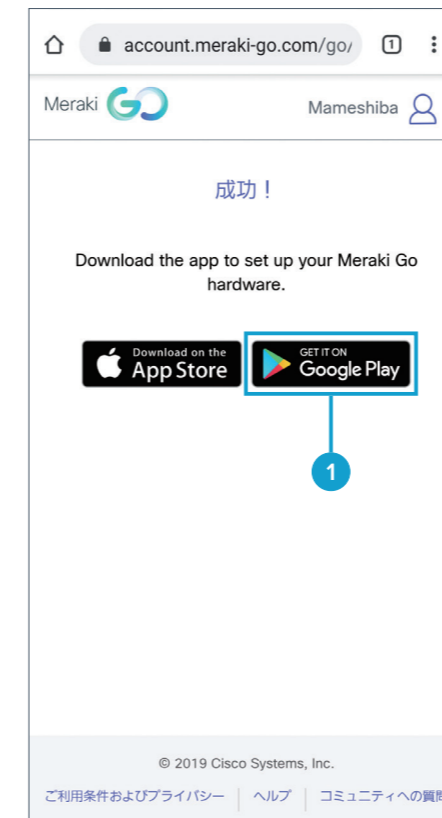 account.meraki-go.com/go/
1
Meraki GO
Mameshiba
成功！
Download the app to set up your Meraki Go
hardware.
Download on the
App Store
GET IT ON
Google Play
1
© 2019 Cisco Systems, Inc.
ご利用条件およびプライバシー | ヘルプ | コミュニティへの質問